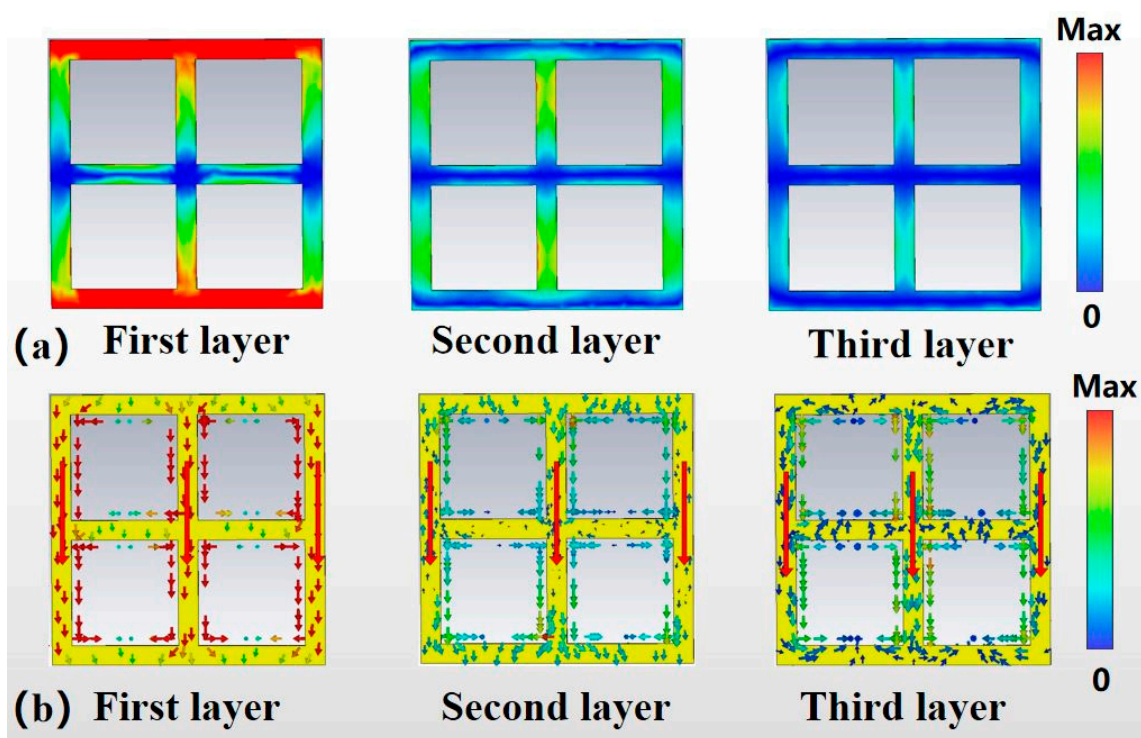 Max
0
(a) First layer Second layer Third layer
Max
0
(b) First layer Second layer Third layer